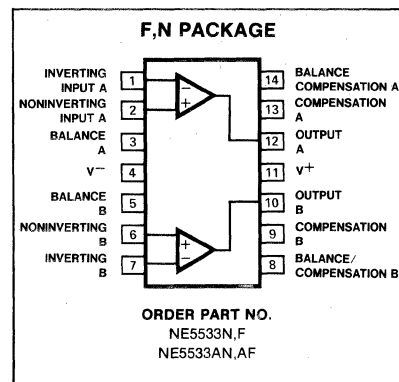 F,N PACKAGE
INVERTING
INPUT A
1
NONINVERTING
INPUT A
2
BALANCE
A
3
V−
4
BALANCE
B
5
NONINVERTING
B
6
INVERTING
B
7
−
+
+
−
14
BALANCE
COMPENSATION A
13
COMPENSATION
A
12
OUTPUT
A
11
V+
10
OUTPUT
B
9
COMPENSATION
B
8
BALANCE/
COMPENSATION B
ORDER PART NO.
NE5533N,F
NE5533AN,AF